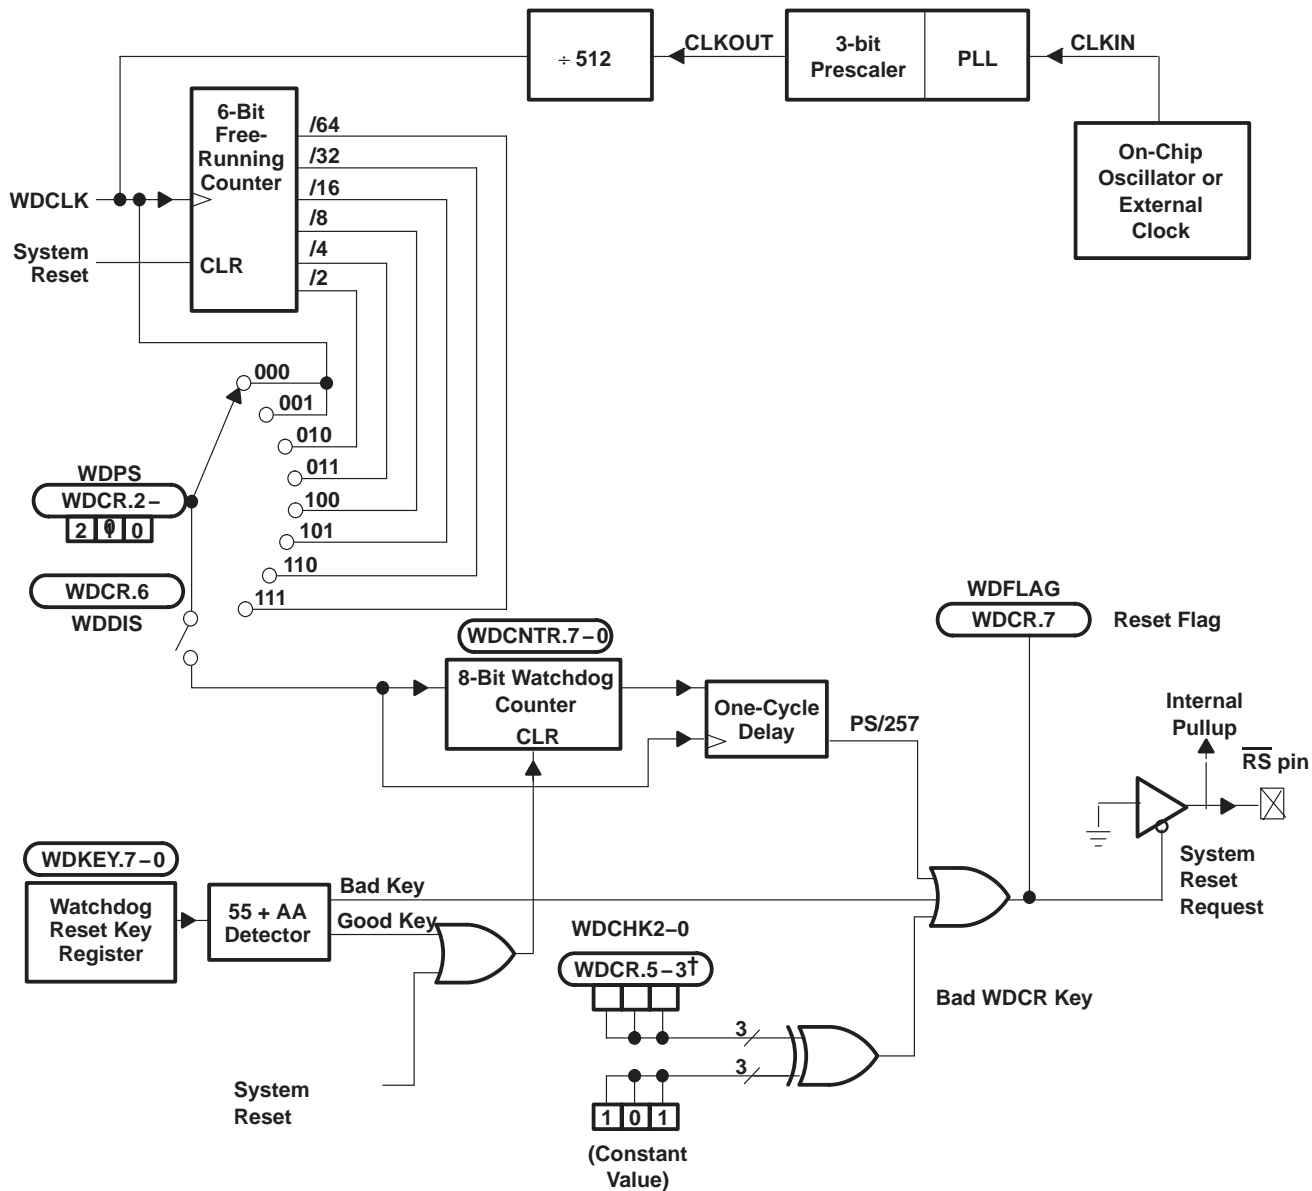 ÷ 512
CLKOUT
3-bit
Prescaler
PLL
CLKIN
On-Chip
Oscillator or
External
Clock
6-Bit
Free-
Running
Counter
CLR
/64
/32
/16
/8
/4
/2
WDCLK
System
Reset
000
001
010
011
100
101
110
111
WDPS
WDCR.2–
2 0 0
WDCR.6
WDDIS
WDCNTR.7–0
8-Bit Watchdog
Counter
CLR
One-Cycle
Delay
PS/257
WDFLAG
WDCR.7
Reset Flag
Internal
Pullup
RS pin
System
Reset
Request
WDKEY.7–0
Watchdog
Reset Key
Register
55 + AA
Detector
Bad Key
Good Key
System
Reset
WDCHK2–0
WDCR.5–3†
3
3
1 0 1
(Constant
Value)
Bad WDCR Key